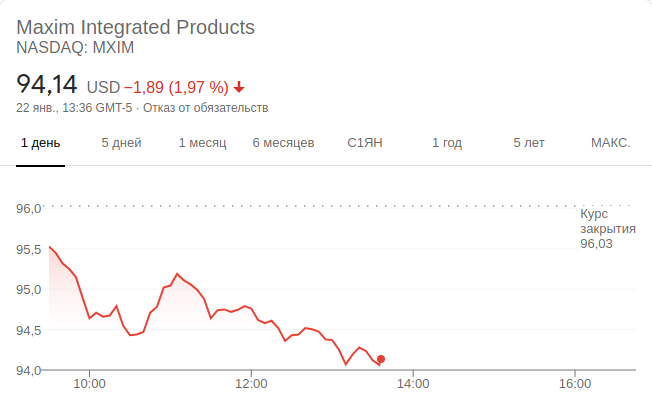 Maxim Integrated Products
NASDAQ: MXIM
94,14 USD −1,89 (1,97 %)
22 янв., 13:36 GMT-5 · Отказ от обязательств
1 день 5 дней 1 месяц 6 месяцев С1ЯН 1 год 5 лет МАКС.
96,0
Курс
закрытия
96,03
95,5
95,0
94,5
94,0
10:00 12:00 14:00 16:00